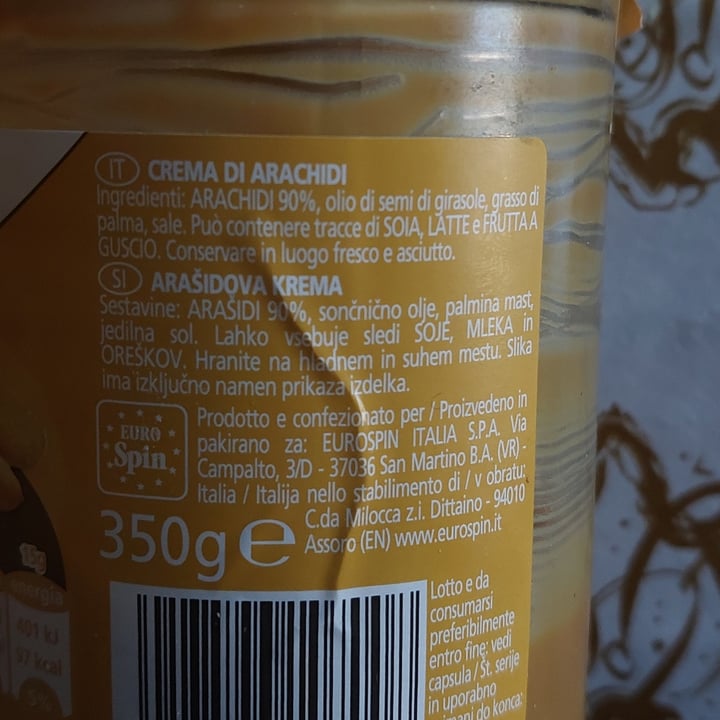 IT CREMA DI ARACHIDI
Ingredienti: ARACHIDI 90%, olio di semi di girasole, grasso di
palma, sale. Può contenere tracce di SOIA, LATTE e FRUTTA A
GUSCIO. Conservare in luogo fresco e asciutto.
SI ARAŠIDOVA KREMA
Sestavine: ARAŠIDI 90%, sončnično olje, palmina mast,
jedilna sol. Lahko vsebuje sledi SOJE, MLEKA in
OREŠKOV. Hranite na hladnem in suhem mestu. Slika
ima izključno namen prikaza izdelka.
EURO
Spin
Prodotto e confezionato per / Proizvedeno in
pakirano za: EUROSPIN ITALIA S.P.A. Via
Campalto, 3/D - 37036 San Martino B.A. (VR) -
Italia / Italija nello stabilimento di / v obratu:
C.da Milocca z.i. Dittaino - 94010
Assoro (EN) www.eurospin.it
350g e
15g
energia
401 kJ
97 kcal
5%
Lotto e da
consumarsi
preferibilmente
entro fine: vedi
capsula / Št. serije
in uporabno
do konca: